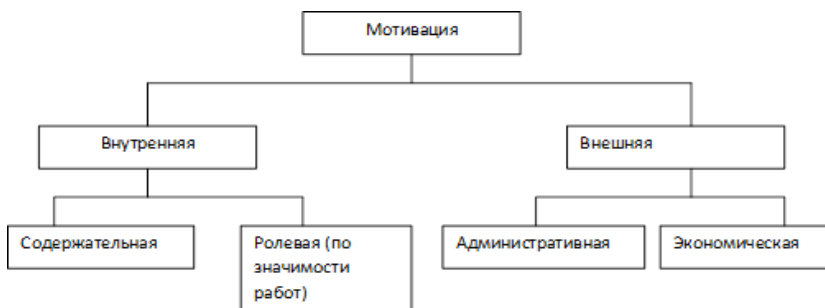 Мотивация
Внутренняя
Внешняя
Содержательная
Ролевая (по
значимости
работ)
Административная
Экономическая